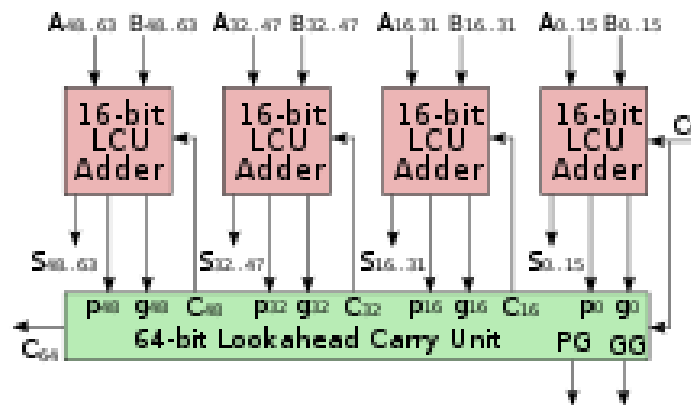 A48..63 B48..63 A32..47 B32..47 A16.31 B16..31 A0..15 B0..15
16-bit LCU Adder
16-bit LCU Adder
16-bit LCU Adder
16-bit LCU Adder
C
S48..63 S32..47 S16..31 S0..15
p48 g48 C48 p32 g32 C32 p16 g16 C16 p0 g0
64-bit Lookahead Carry Unit
PG GG
C64